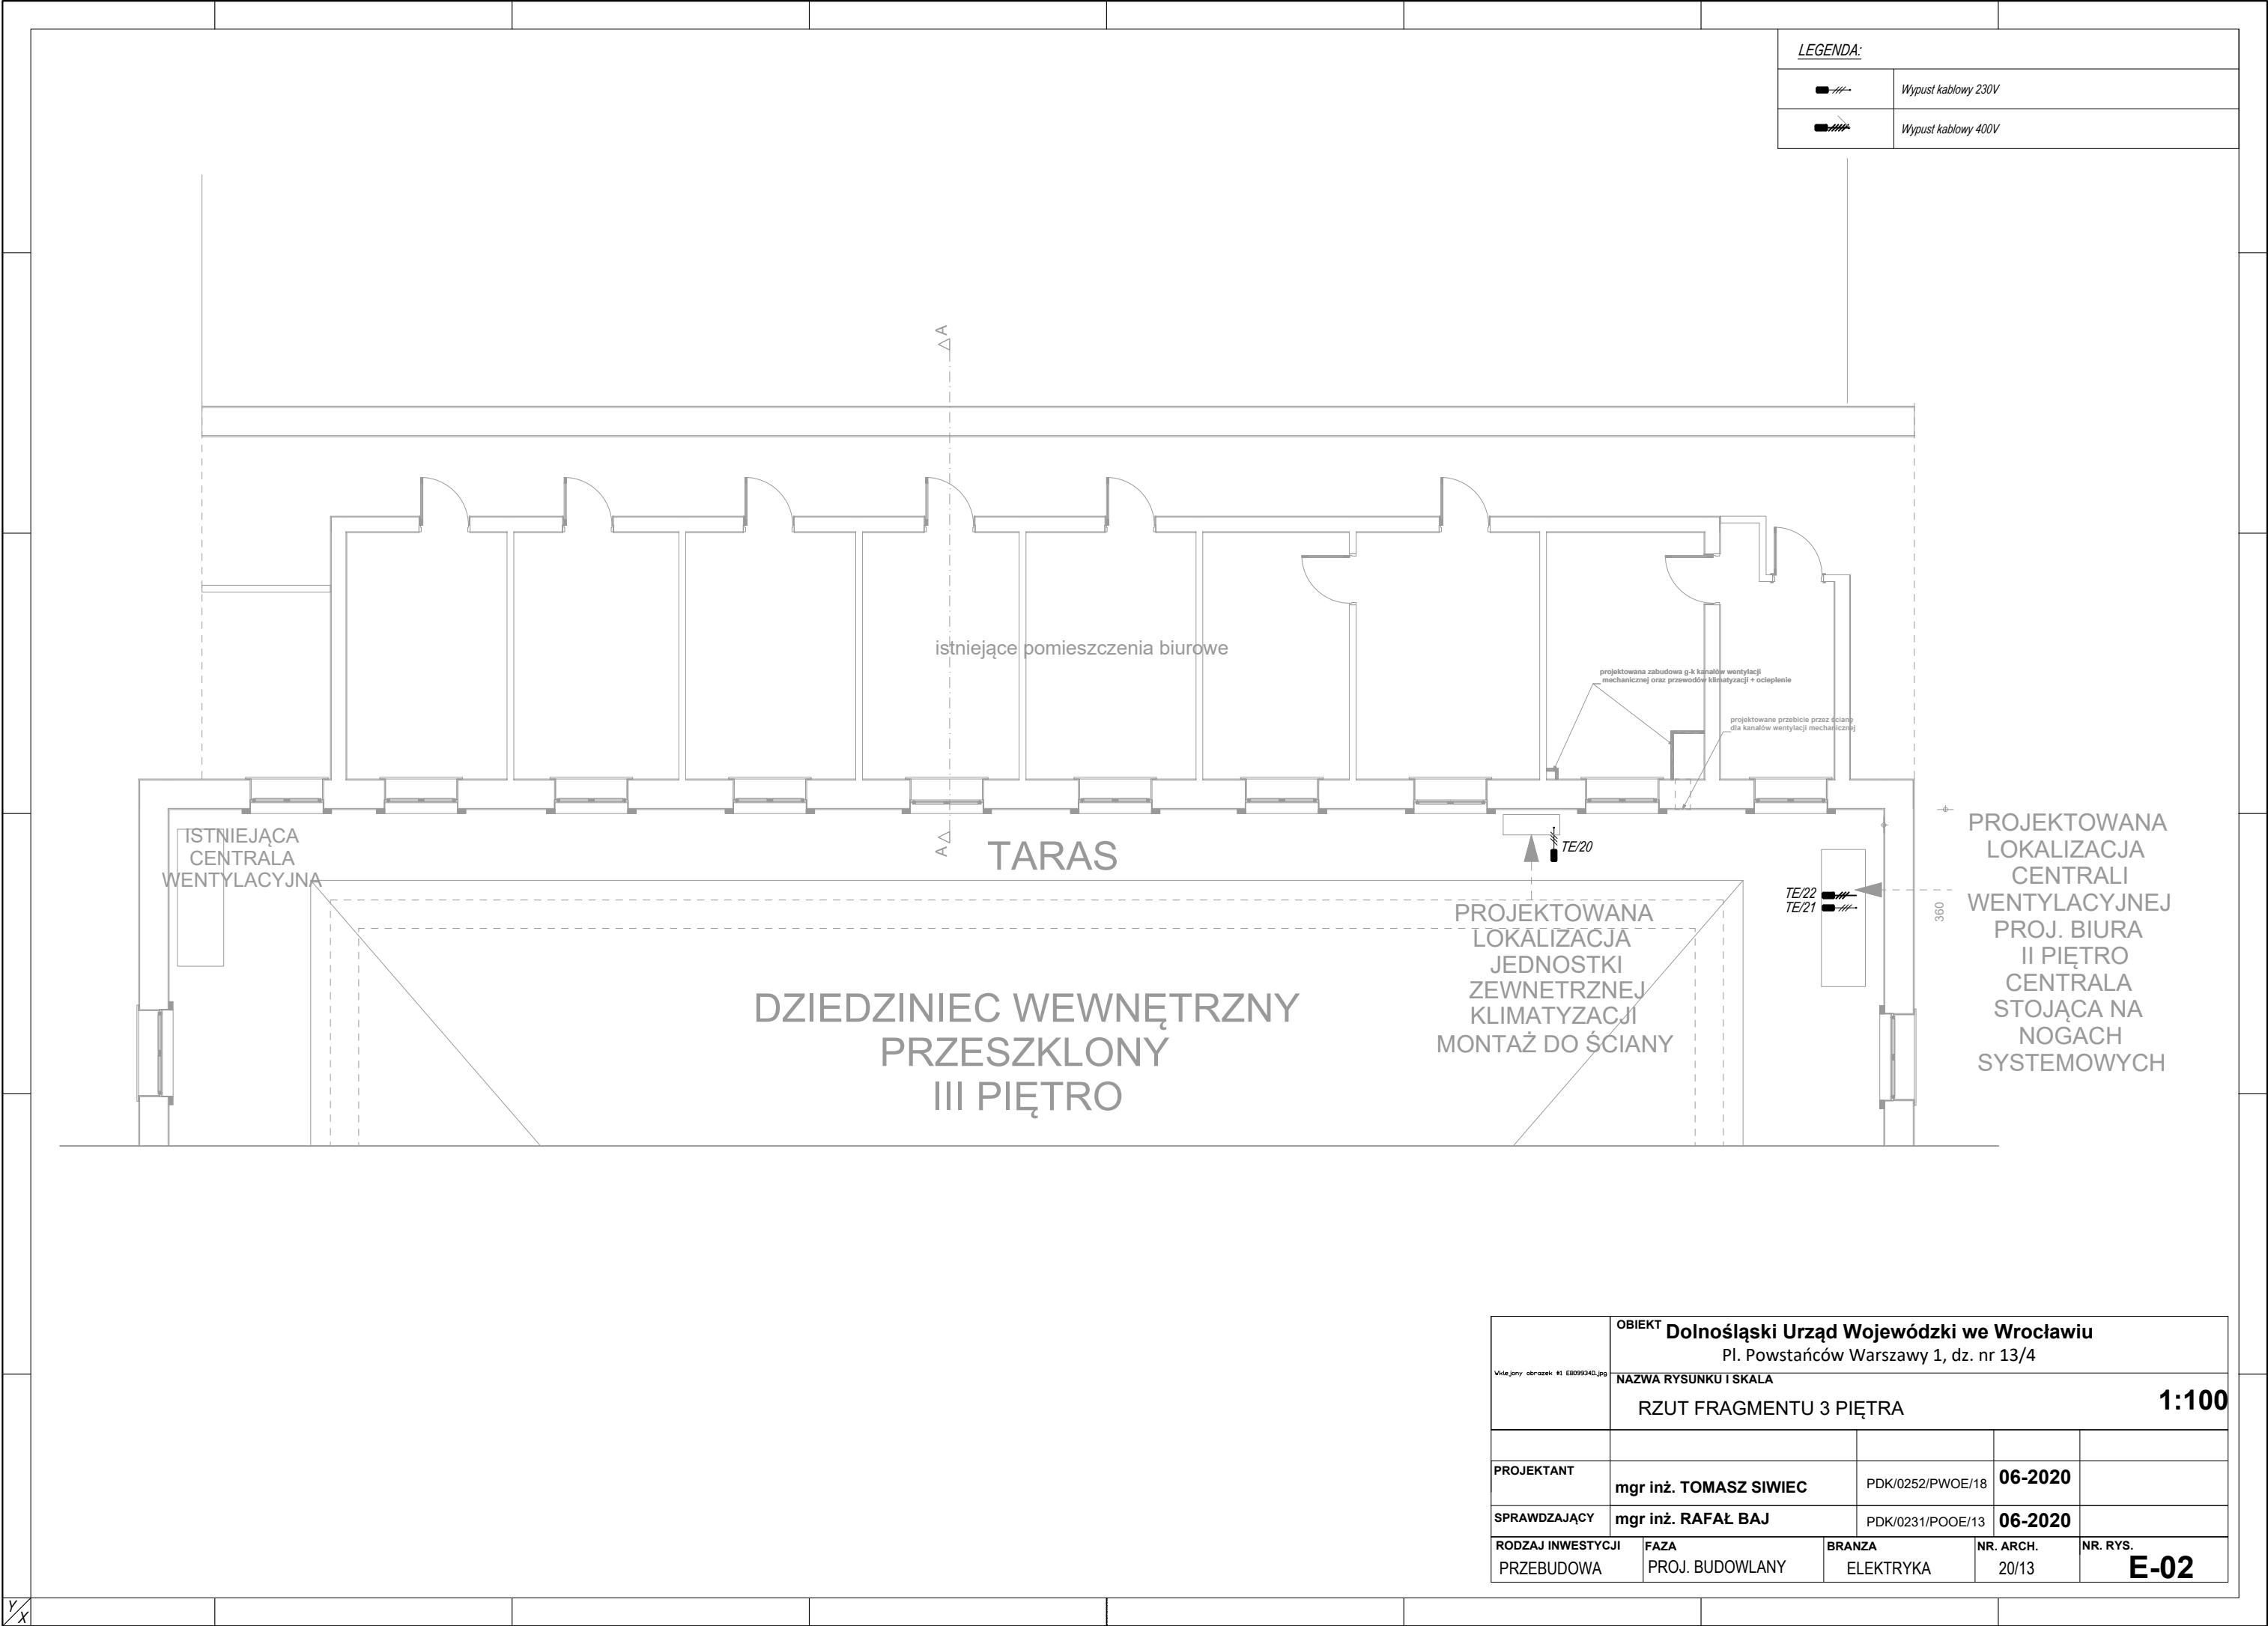 LEGENDA:
Wypust kablowy 230V
Wypust kablowy 400V
A
istniejące pomieszczenia biurowe
projektowana zabudowa g-k kanałów wentylacji
mechanicznej oraz przewodów klimatyzacji + ocieplenie
projektowane przebicie przez ścianę
dla kanałów wentylacji mechanicznej
ISTNIEJĄCA
CENTRALA
WENTYLACYJNA
A
TARAS
TE/20
TE/22
TE/21
360
PROJEKTOWANA
LOKALIZACJA
CENTRALI
WENTYLACYJNEJ
PROJ. BIURA
II PIĘTRO
CENTRALA
STOJĄCA NA
NOGACH
SYSTEMOWYCH
PROJEKTOWANA
LOKALIZACJA
JEDNOSTKI
ZEWNETRZNEJ
KLIMATYZACJI
MONTAŻ DO ŚCIANY
DZIEDZINIEC WEWNĘTRZNY
PRZESZKLONY
III PIĘTRO
Wklejony obrazek #1 EB09934D.jpg
OBIEKT Dolnośląski Urząd Wojewódzki we Wrocławiu
Pl. Powstańców Warszawy 1, dz. nr 13/4
NAZWA RYSUNKU I SKALA
RZUT FRAGMENTU 3 PIĘTRA 1:100
PROJEKTANT mgr inż. TOMASZ SIWIEC PDK/0252/PWOE/18 06-2020
SPRAWDZAJĄCY mgr inż. RAFAŁ BAJ PDK/0231/POOE/13 06-2020
RODZAJ INWESTYCJI FAZA BRANZA NR. ARCH. NR. RYS.
PRZEBUDOWA PROJ. BUDOWLANY ELEKTRYKA 20/13 E-02
Y/X